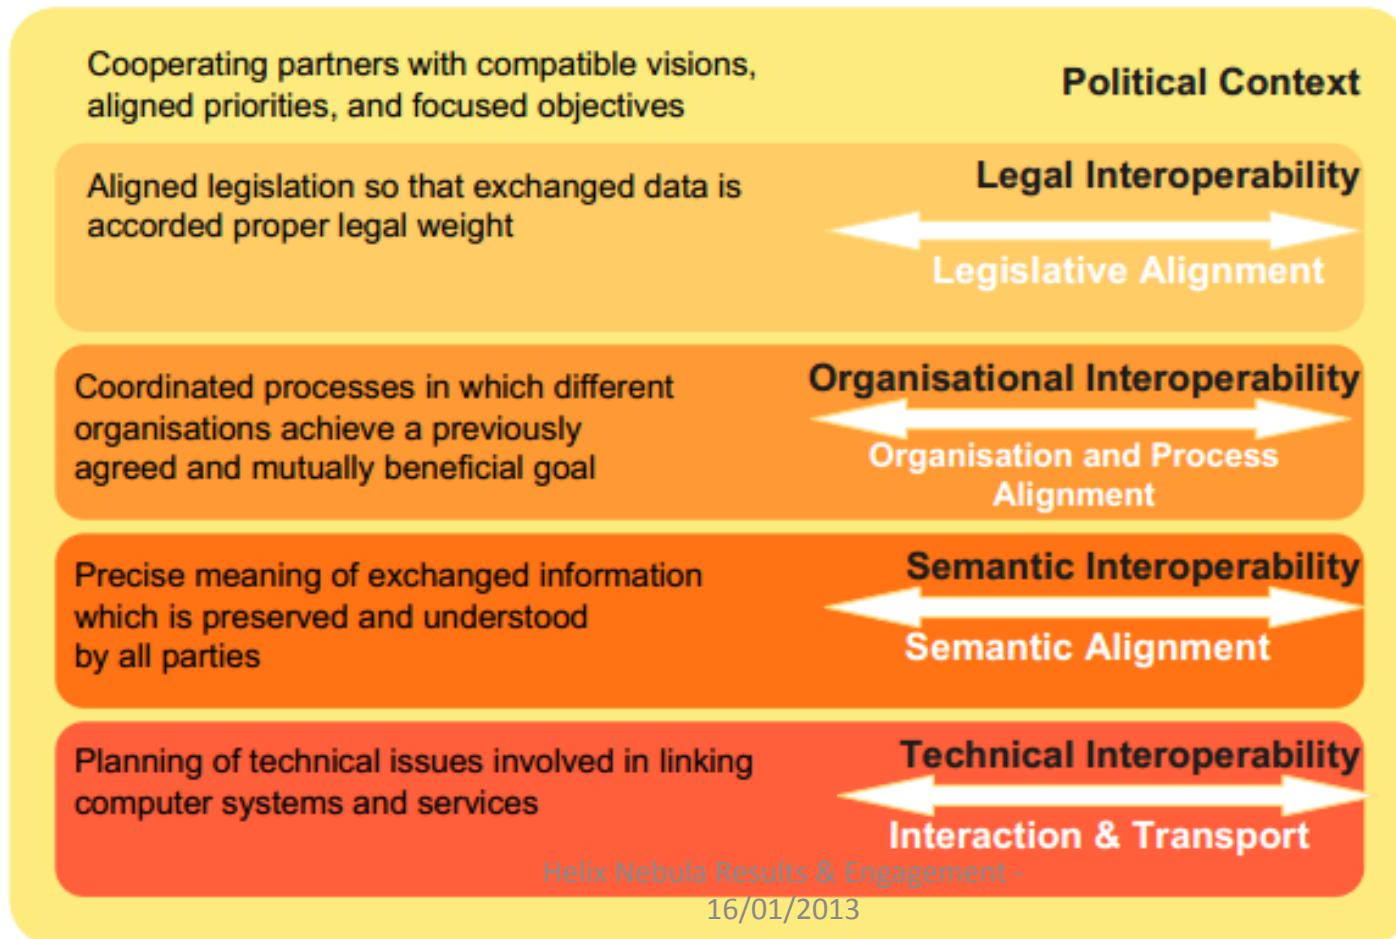 Cooperating partners with compatible visions,
aligned priorities, and focused objectives
Political Context
Aligned legislation so that exchanged data is
accorded proper legal weight
Legal Interoperability
Legislative Alignment
Coordinated processes in which different
organisations achieve a previously
agreed and mutually beneficial goal
Organisational Interoperability
Organisation and Process
Alignment
Precise meaning of exchanged information
which is preserved and understood
by all parties
Semantic Interoperability
Semantic Alignment
Planning of technical issues involved in linking
computer systems and services
Technical Interoperability
Interaction & Transport
Helix Nebula Results & Engagement -
16/01/2013